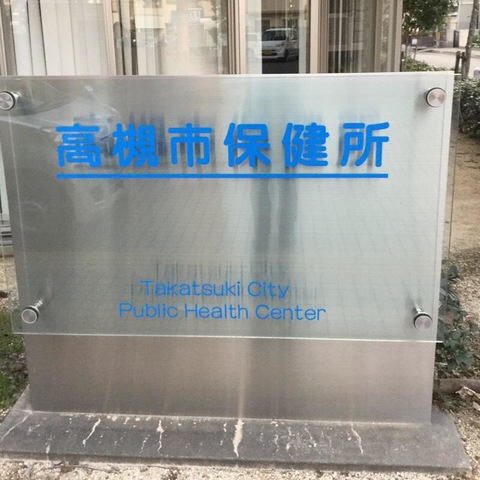 高槻市保健所
Takatsuki City
Public Health Center